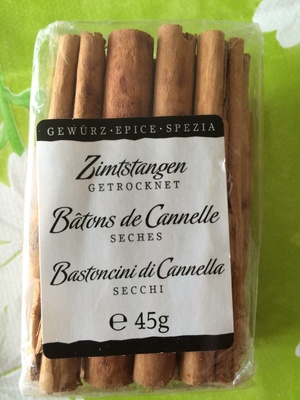 GEWÜRZ·EPICE·SPEZIA
Zimtstangen
GETROCKNET
Bâtons de Cannelle
SECHES
Bastoncini di Cannella
SECCHI
℮ 45g